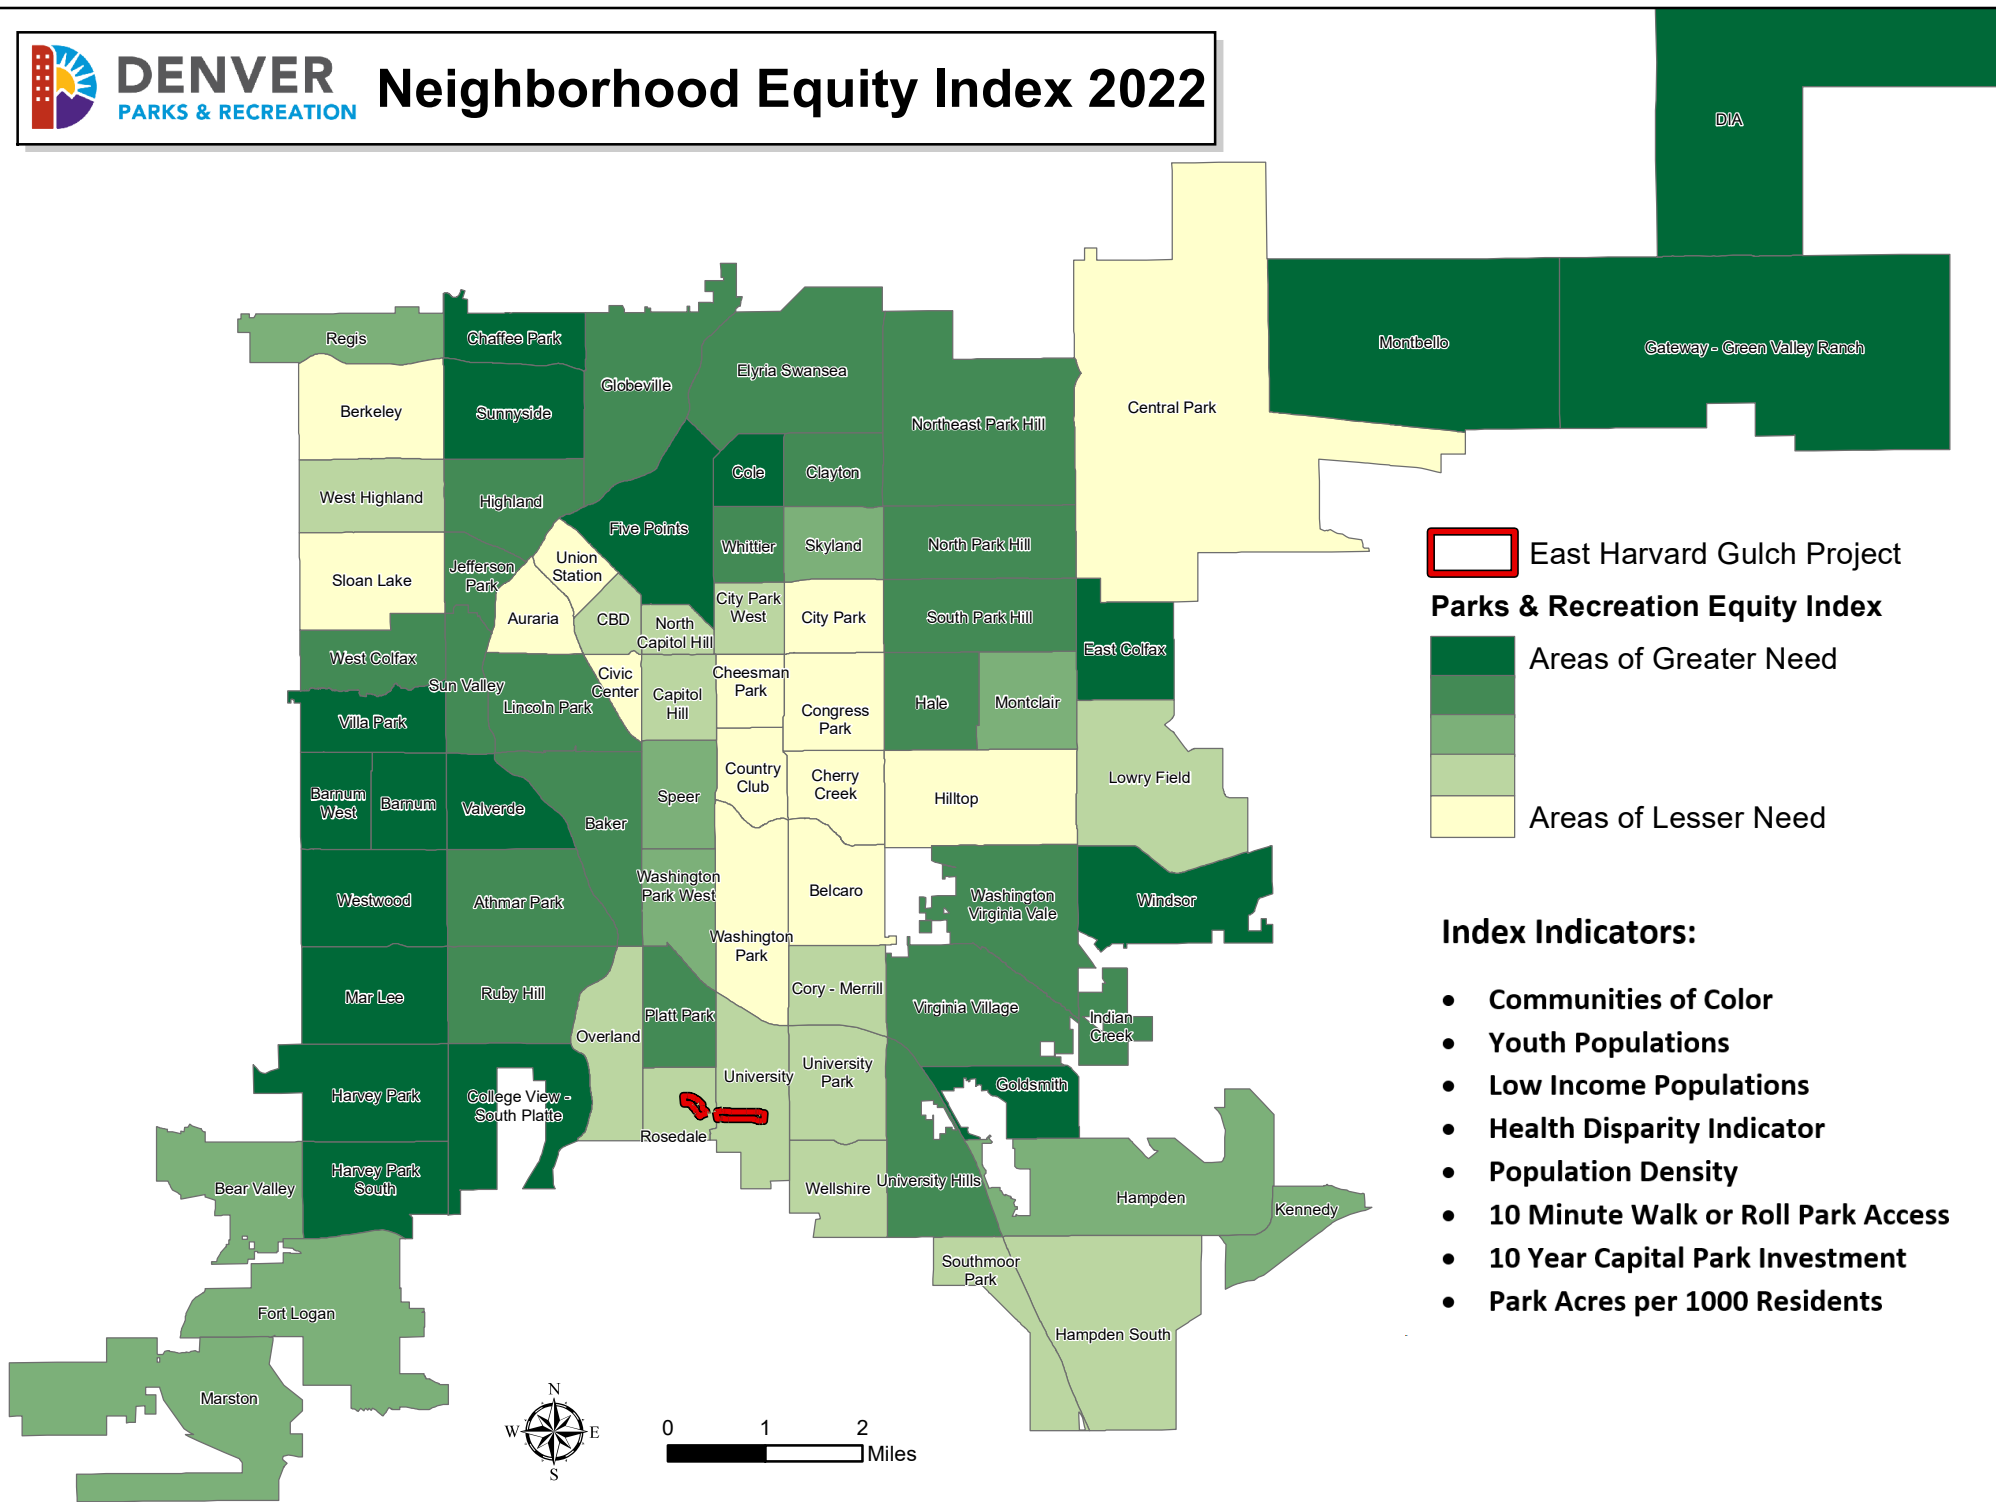 DENVER
PARKS & RECREATION
Neighborhood Equity Index 2022
DIA
Regis
Chaffee Park
Globeville
Elyria Swansea
Montbello
Gateway - Green Valley Ranch
Berkeley
Sunnyside
Northeast Park Hill
Central Park
West Highland
Highland
Cole
Clayton
Five Points
Whittier
Skyland
North Park Hill
Sloan Lake
Jefferson
Park
Union
Station
Auraria
CBD
North
Capitol Hill
City Park
West
City Park
South Park Hill
East Colfax
West Colfax
Sun Valley
Lincoln Park
Civic
Center
Capitol
Hill
Cheesman
Park
Congress
Park
Hale
Montclair
Villa Park
Barnum
West
Barnum
Valverde
Baker
Speer
Country
Club
Cherry
Creek
Hilltop
Lowry Field
Westwood
Athmar Park
Washington
Park West
Washington
Park
Belcaro
Washington
Virginia Vale
Windsor
Mar Lee
Ruby Hill
Overland
Platt Park
Cory - Merrill
Virginia Village
Indian
Creek
Harvey Park
College View -
South Platte
Rosedale
University
University
Park
Goldsmith
Bear Valley
Harvey Park
South
Wellshire
University Hills
Hampden
Kennedy
Southmoor
Park
Hampden South
Fort Logan
Marston
East Harvard Gulch Project
Parks & Recreation Equity Index
Areas of Greater Need
Areas of Lesser Need
Index Indicators:
• Communities of Color
• Youth Populations
• Low Income Populations
• Health Disparity Indicator
• Population Density
• 10 Minute Walk or Roll Park Access
• 10 Year Capital Park Investment
• Park Acres per 1000 Residents
N
W E
S
0 1 2
Miles